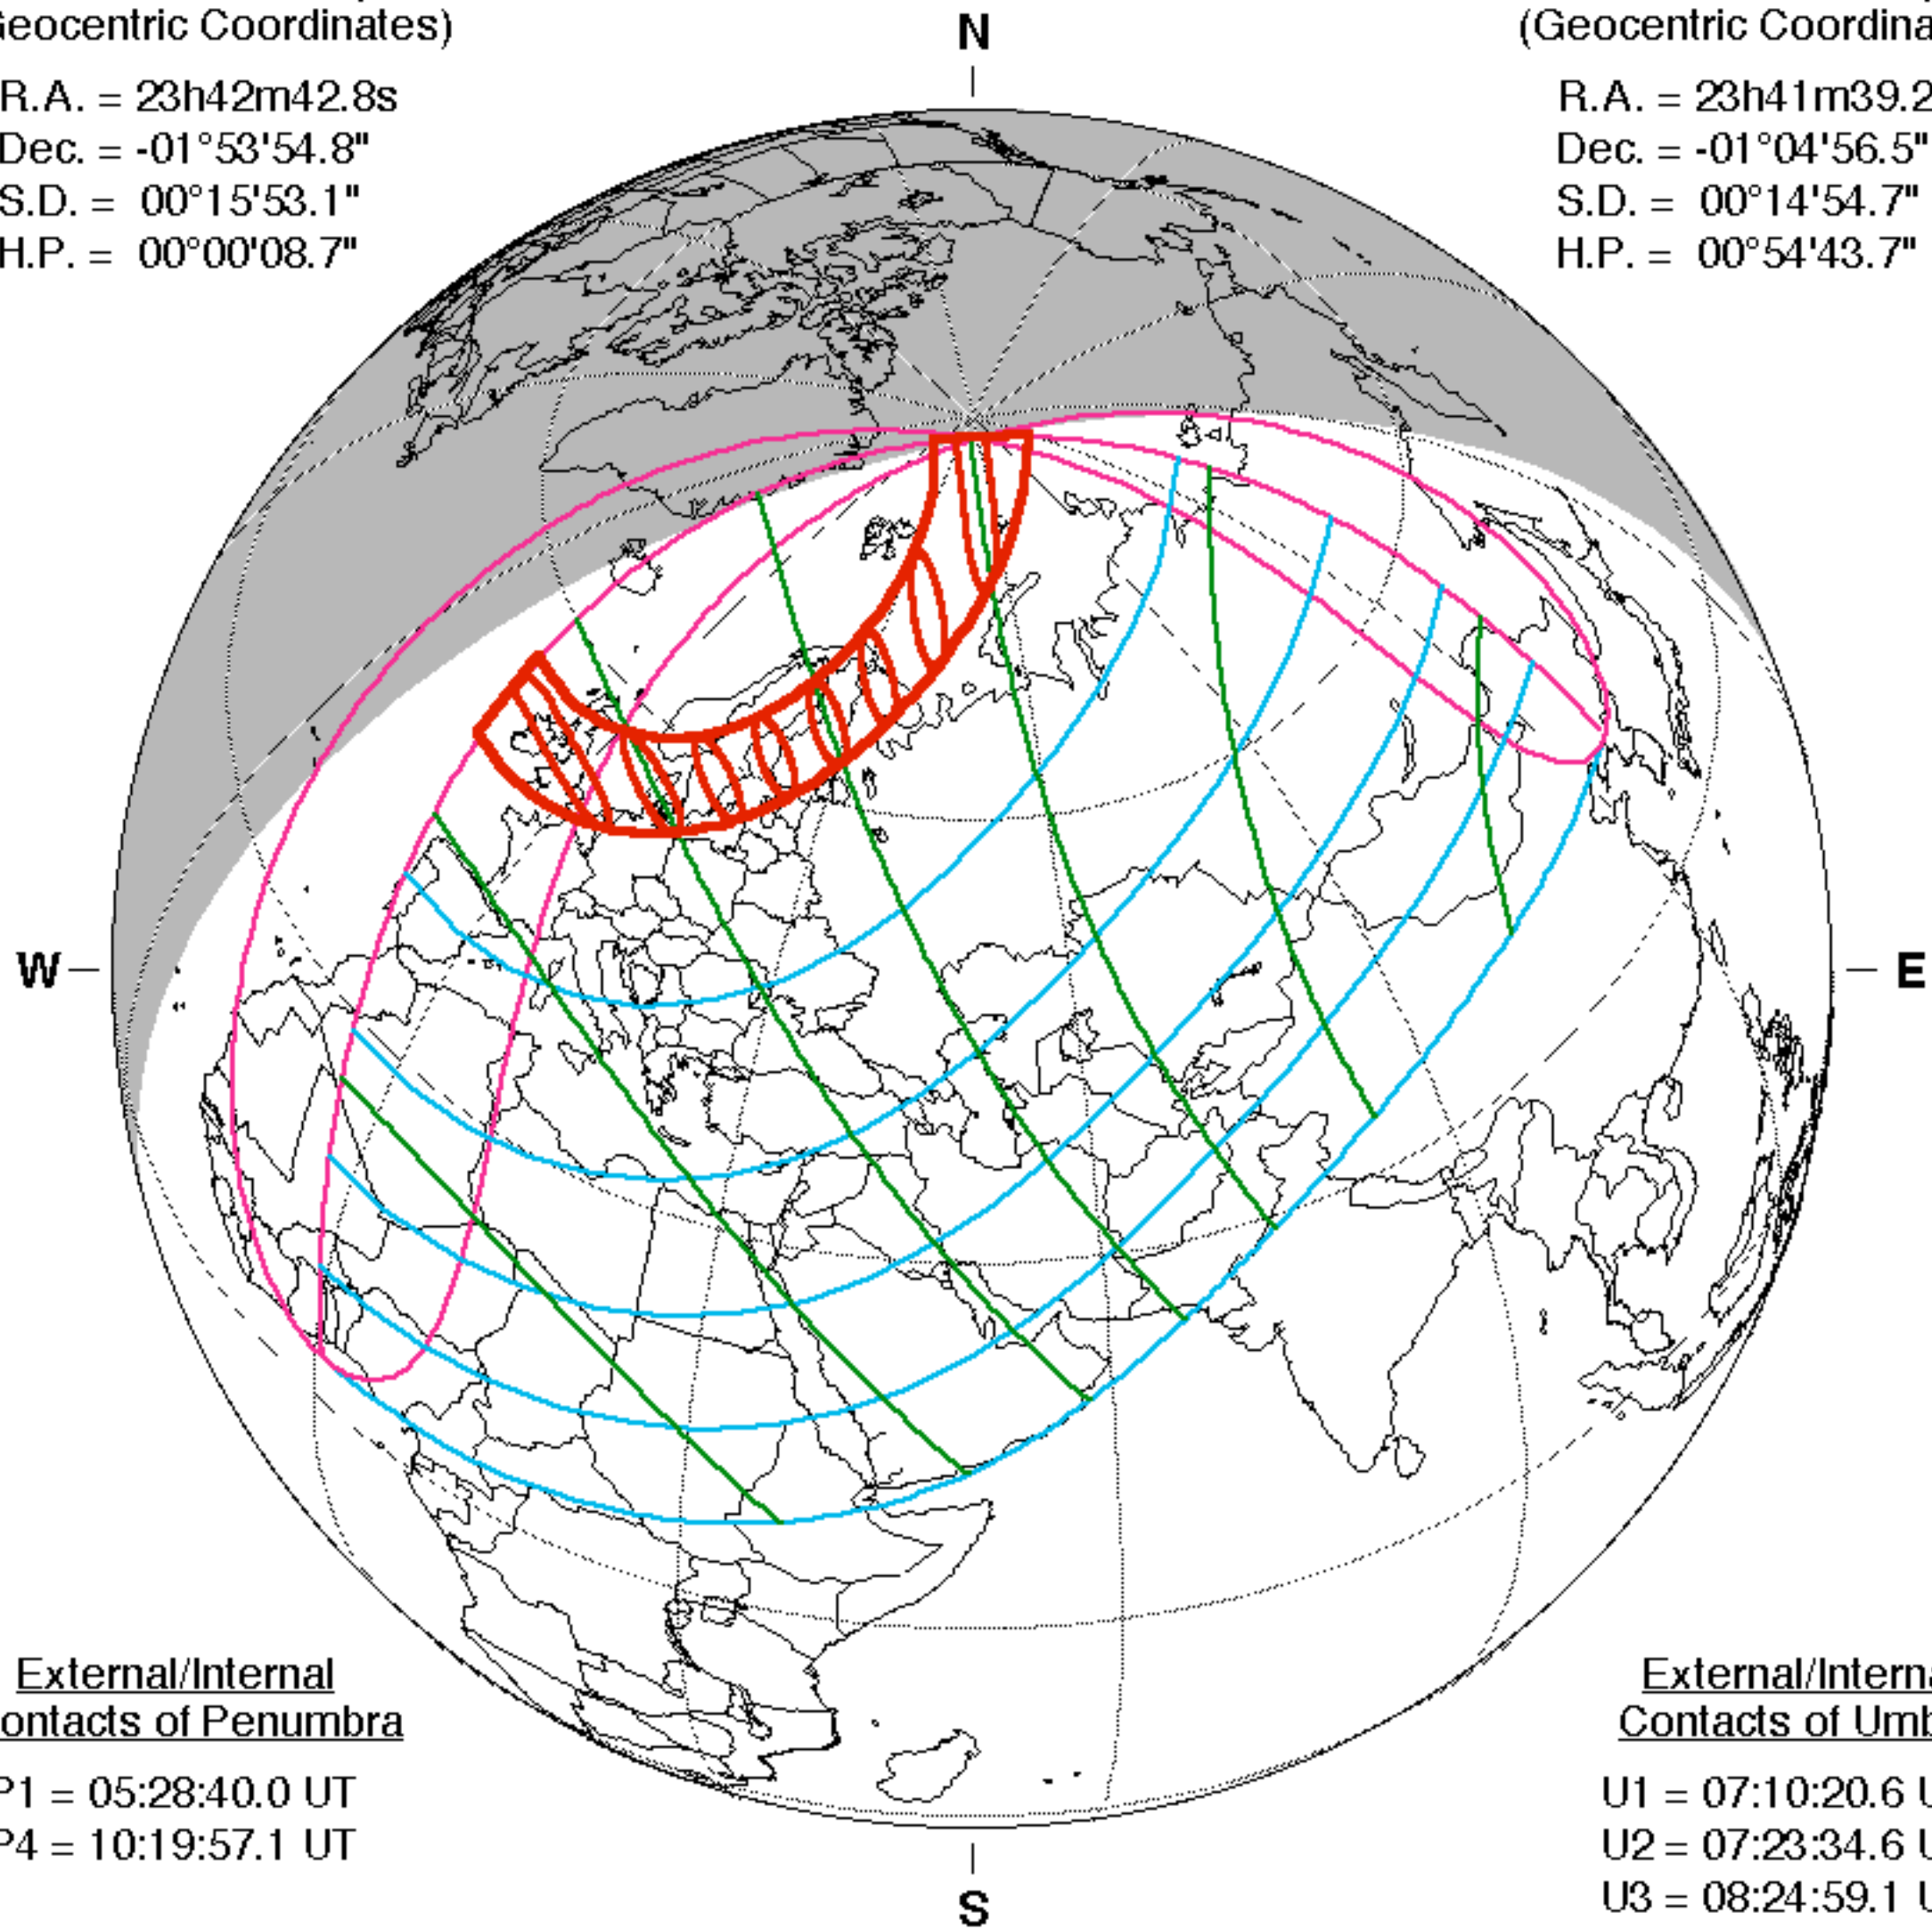 eocentric Coordinates)
R.A. = 23h42m42.8s
Dec. = -01°53'54.8"
S.D. = 00°15'53.1"
H.P. = 00°00'08.7"
N
(Geocentric Coordina
R.A. = 23h41m39.2
Dec. = -01°04'56.5"
S.D. = 00°14'54.7"
H.P. = 00°54'43.7"
W
E
External/Internal
ontacts of Penumbra
P1 = 05:28:40.0 UT
P4 = 10:19:57.1 UT
External/Interna
Contacts of Umb
U1 = 07:10:20.6 U
U2 = 07:23:34.6 U
U3 = 08:24:59.1 U
S